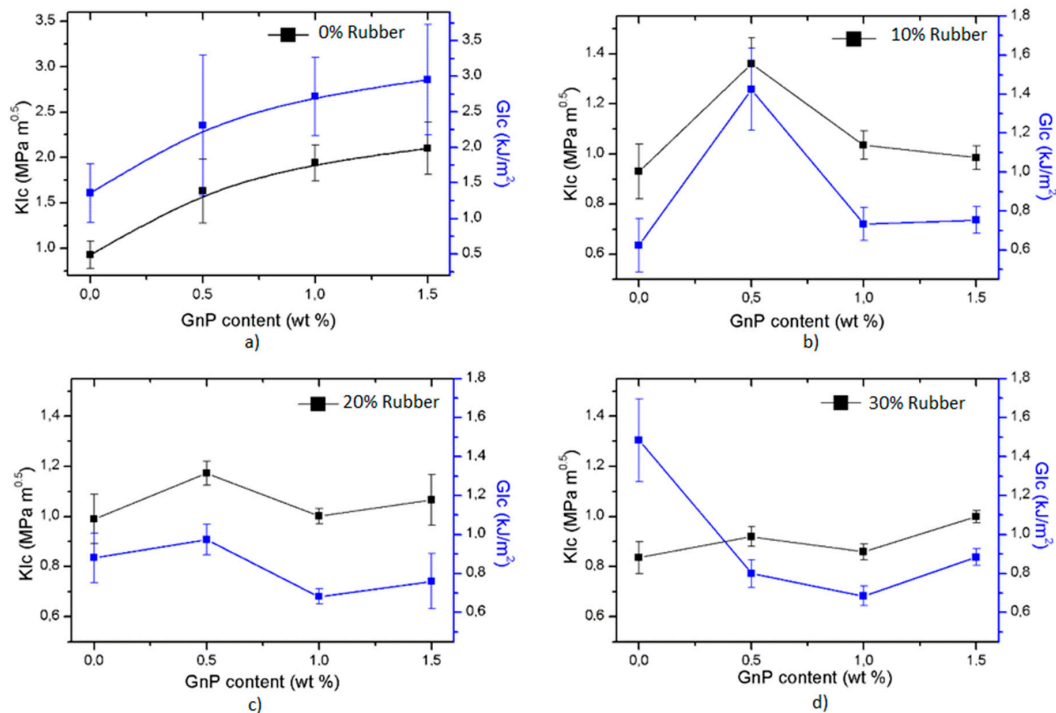 0% Rubber
KIc (MPa m0.5)
3.5
3.0
2.5
2.0
1.5
1.0
GIc (kJ/m2)
3.5
3.0
2.5
2.0
1.5
1.0
0.5
0.0 0.5 1.0 1.5
GnP content (wt %)
a)
10% Rubber
KIc (MPa m0.5)
1.4
1.2
1.0
0.8
0.6
GIc (kJ/m2)
1,8
1,6
1,4
1,2
1,0
0,8
0,6
0,0 0,5 1,0 1,5
GnP content (wt %)
b)
20% Rubber
KIc (MPa m0.5)
1,4
1,2
1,0
0,8
0,6
GIc (kJ/m2)
1,8
1,6
1,4
1,2
1,0
0,8
0,6
0.0 0.5 1.0 1.5
GnP content (wt %)
c)
30% Rubber
KIc (MPa m0.5)
1,4
1,2
1,0
0,8
0,6
GIc (kJ/m2)
1,8
1,6
1,4
1,2
1,0
0,8
0,6
0,0 0,5 1,0 1.5
GnP content (wt %)
d)